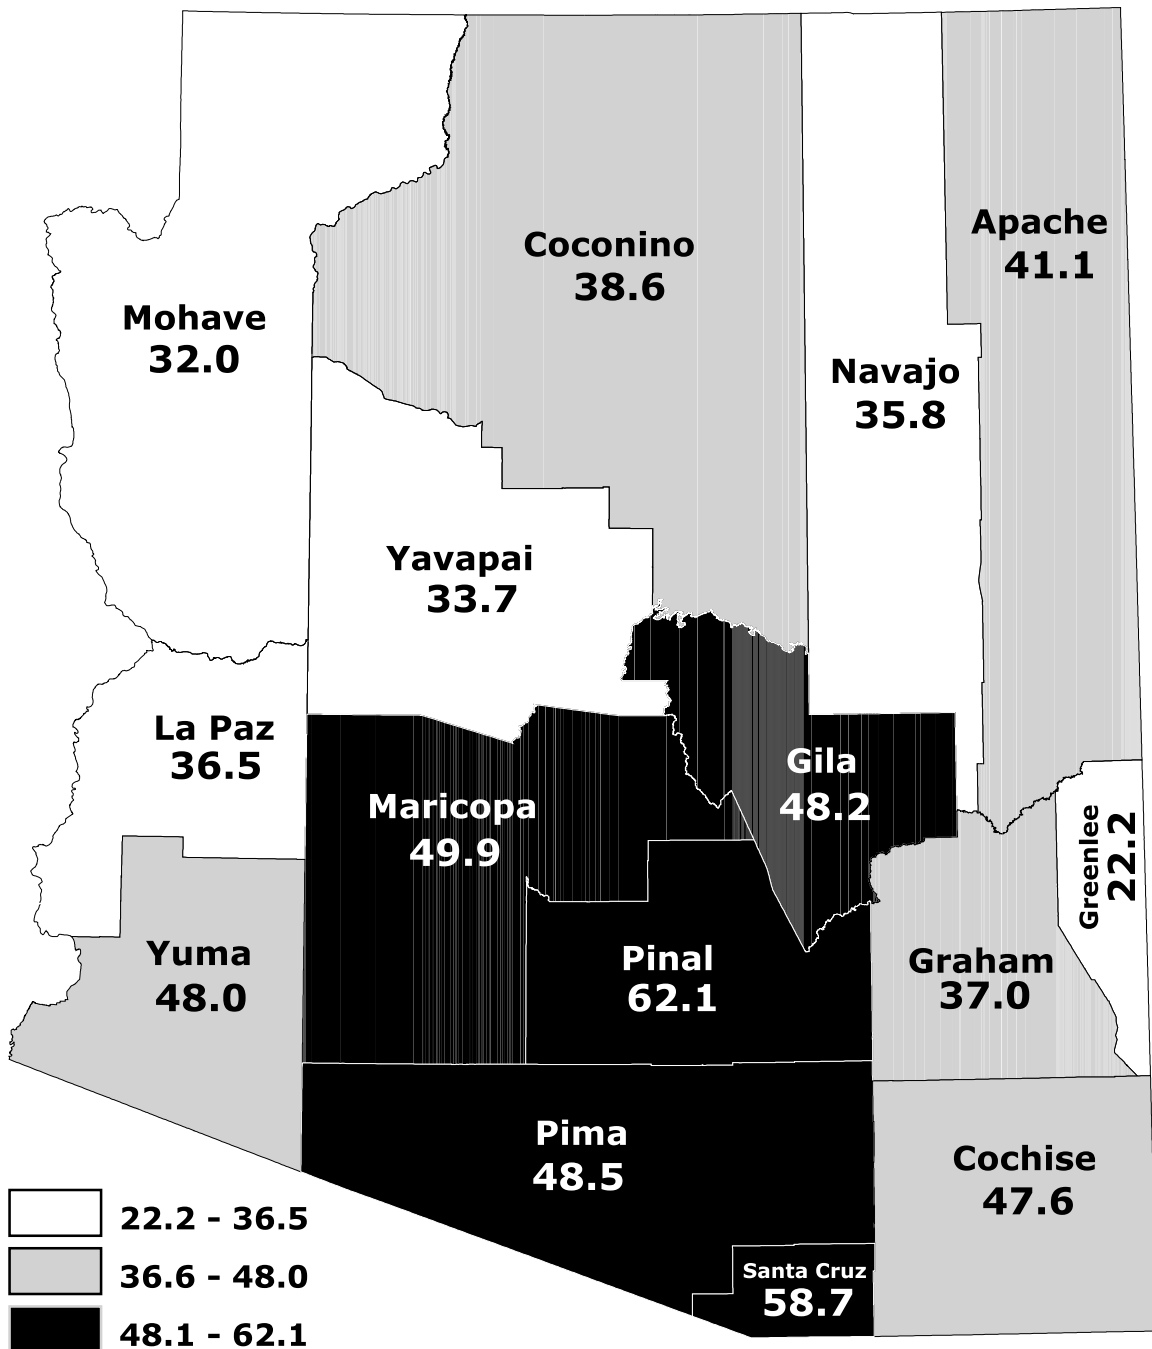 Coconino
38.6
Apache
41.1
Mohave
32.0
Navajo
35.8
Yavapai
33.7
La Paz
36.5
Gila
48.2
Maricopa
49.9
Greenlee
22.2
Yuma
48.0
Pinal
62.1
Graham
37.0
Pima
48.5
Cochise
47.6
Santa Cruz
58.7
22.2 - 36.5
36.6 - 48.0
48.1 - 62.1